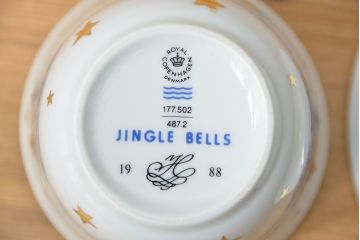 ROYAL
COPENHAGEN
DENMARK
177.502
487.2
JINGLE BELLS
19 88